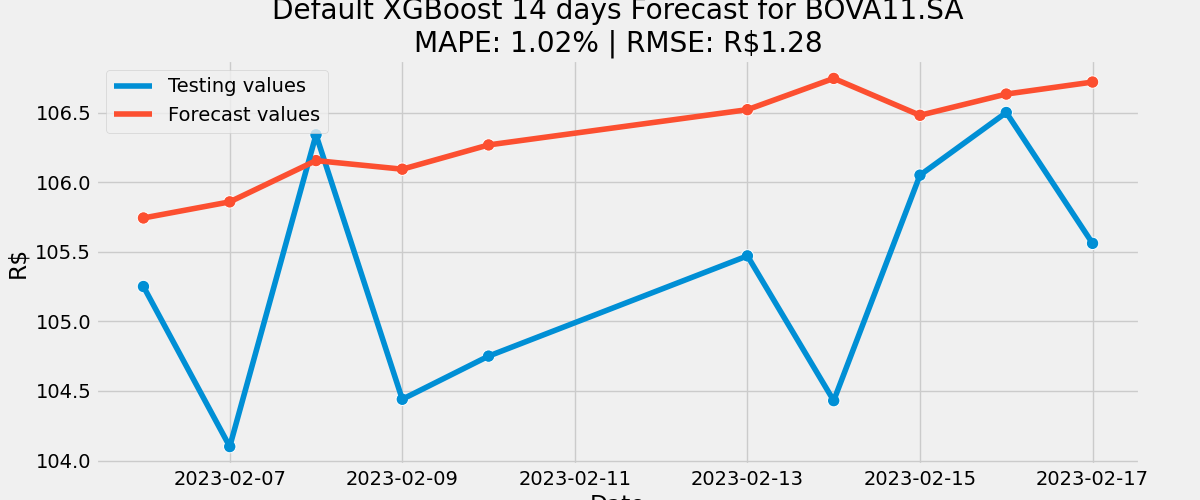 Default XGBoost 14 days Forecast for BOVA11.SA
MAPE: 1.02% | RMSE: R$1.28
Testing values
Forecast values
106.5
106.0
105.5
105.0
104.5
104.0
R$
2023-02-07 2023-02-09 2023-02-11 2023-02-13 2023-02-15 2023-02-17
Date